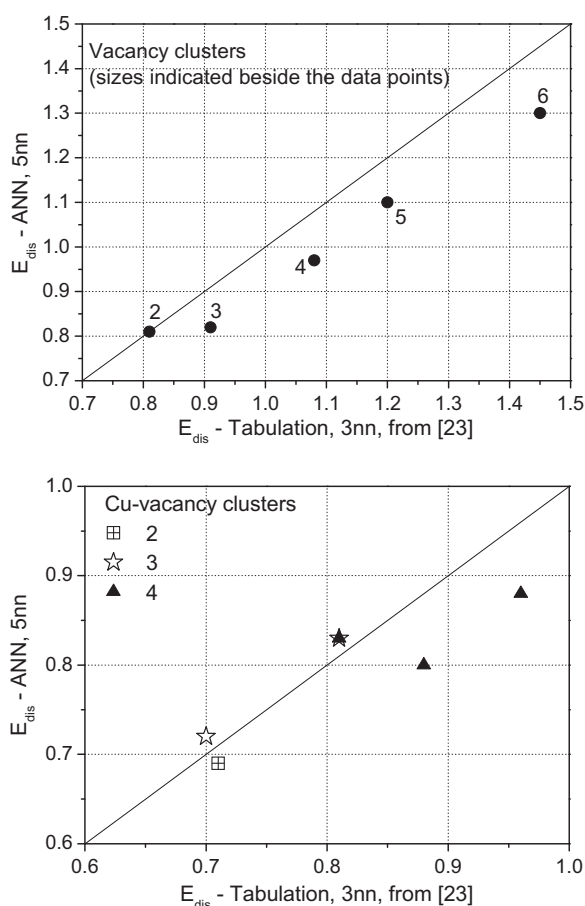 1.5
Vacancy clusters
1.4
(sizes indicated beside the data points)
6
1.3
1.2
5
1.1
4
1.0
0.9
2
3
0.8
0.7
E_dis - ANN, 5nn
0.7 0.8 0.9 1.0 1.1 1.2 1.3 1.4 1.5
E_dis - Tabulation, 3nn, from [23]
1.0
Cu-vacancy clusters
2
3
4
0.9
0.8
0.7
0.6
E_dis - ANN, 5nn
0.6 0.7 0.8 0.9 1.0
E_dis - Tabulation, 3nn, from [23]